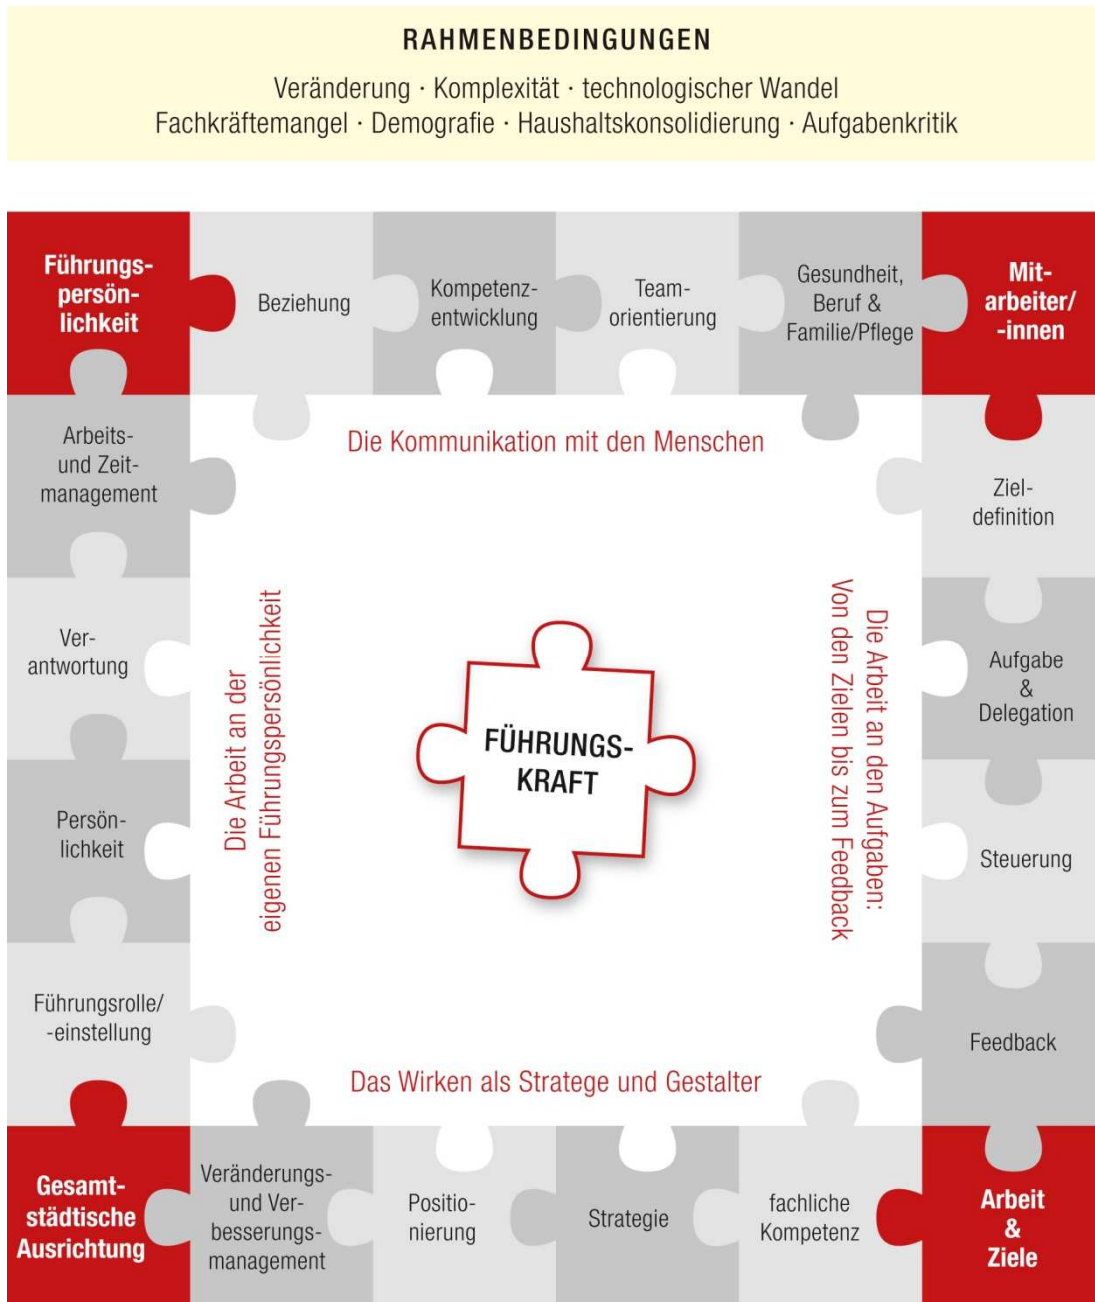 RAHMENBEDINGUNGEN
Veränderung · Komplexität · technologischer Wandel
Fachkräftemangel · Demografie · Haushaltskonsolidierung · Aufgabenkritik
Führungs-
persön-
lichkeit
Beziehung
Kompetenz-
entwicklung
Team-
orientierung
Gesundheit,
Beruf &
Familie/Pflege
Mit-
arbeiter/
-innen
Arbeits-
und Zeit-
management
Ver-
antwortung
Persön-
lichkeit
Führungsrolle/
-einstellung
Die Kommunikation mit den Menschen
Die Arbeit an der
eigenen Führungspersönlichkeit
FÜHRUNGS-
KRAFT
Die Arbeit an den Aufgaben:
Von den Zielen bis zum Feedback
Das Wirken als Stratege und Gestalter
Ziel-
definition
Aufgabe
&
Delegation
Steuerung
Feedback
Gesamt-
städtische
Ausrichtung
Veränderungs-
und Ver-
besserungs-
management
Positio-
nierung
Strategie
fachliche
Kompetenz
Arbeit
&
Ziele